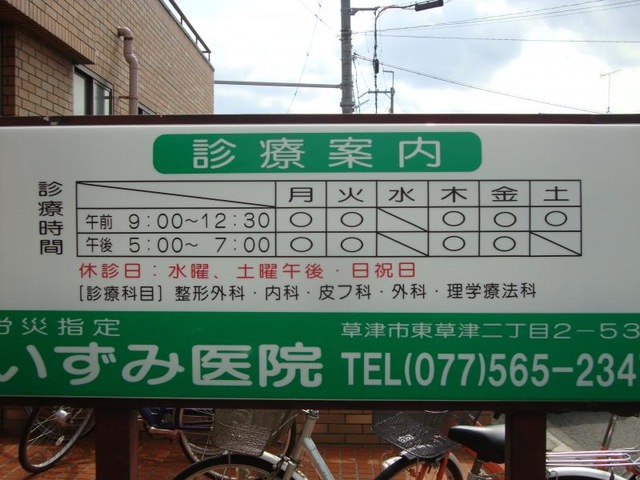 診療案内
診療時間
月 火 水 木 金 土
午前 9:00〜12:30 ○ ○ ＼ ○ ○ ○
午後 5:00〜 7:00 ○ ○ ＼ ○ ○ ＼
休診日：水曜、土曜午後・日祝日
[診療科目] 整形外科・内科・皮フ科・外科・理学療法科
労災指定
草津市東草津二丁目2-53
いずみ医院 TEL(077)565-234